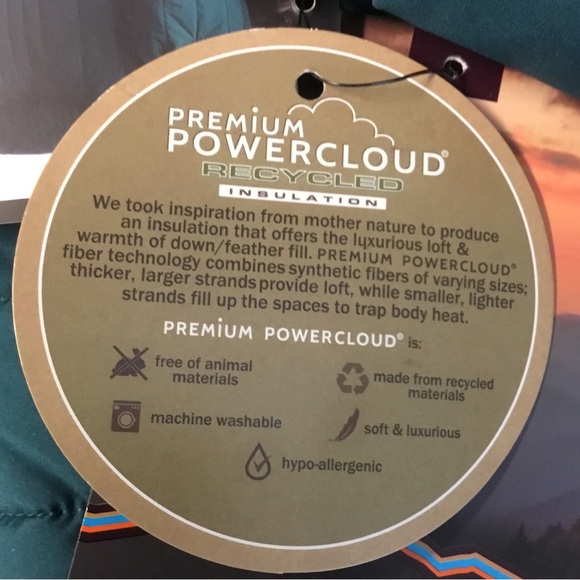 PREMiUM
POWERCLOUD®
RECYCLED
INSULATION
We took inspiration from mother nature to produce
an insulation that offers the luxurious loft &
warmth of down/feather fill. PREMIUM POWERCLOUD®
fiber technology combines synthetic fibers of varying sizes;
thicker, larger strands provide loft, while smaller, lighter
strands fill up the spaces to trap body heat.
PREMiUM POWERCLOUD® is:
free of animal
materials
made from recycled
materials
machine washable
soft & luxurious
hypo-allergenic